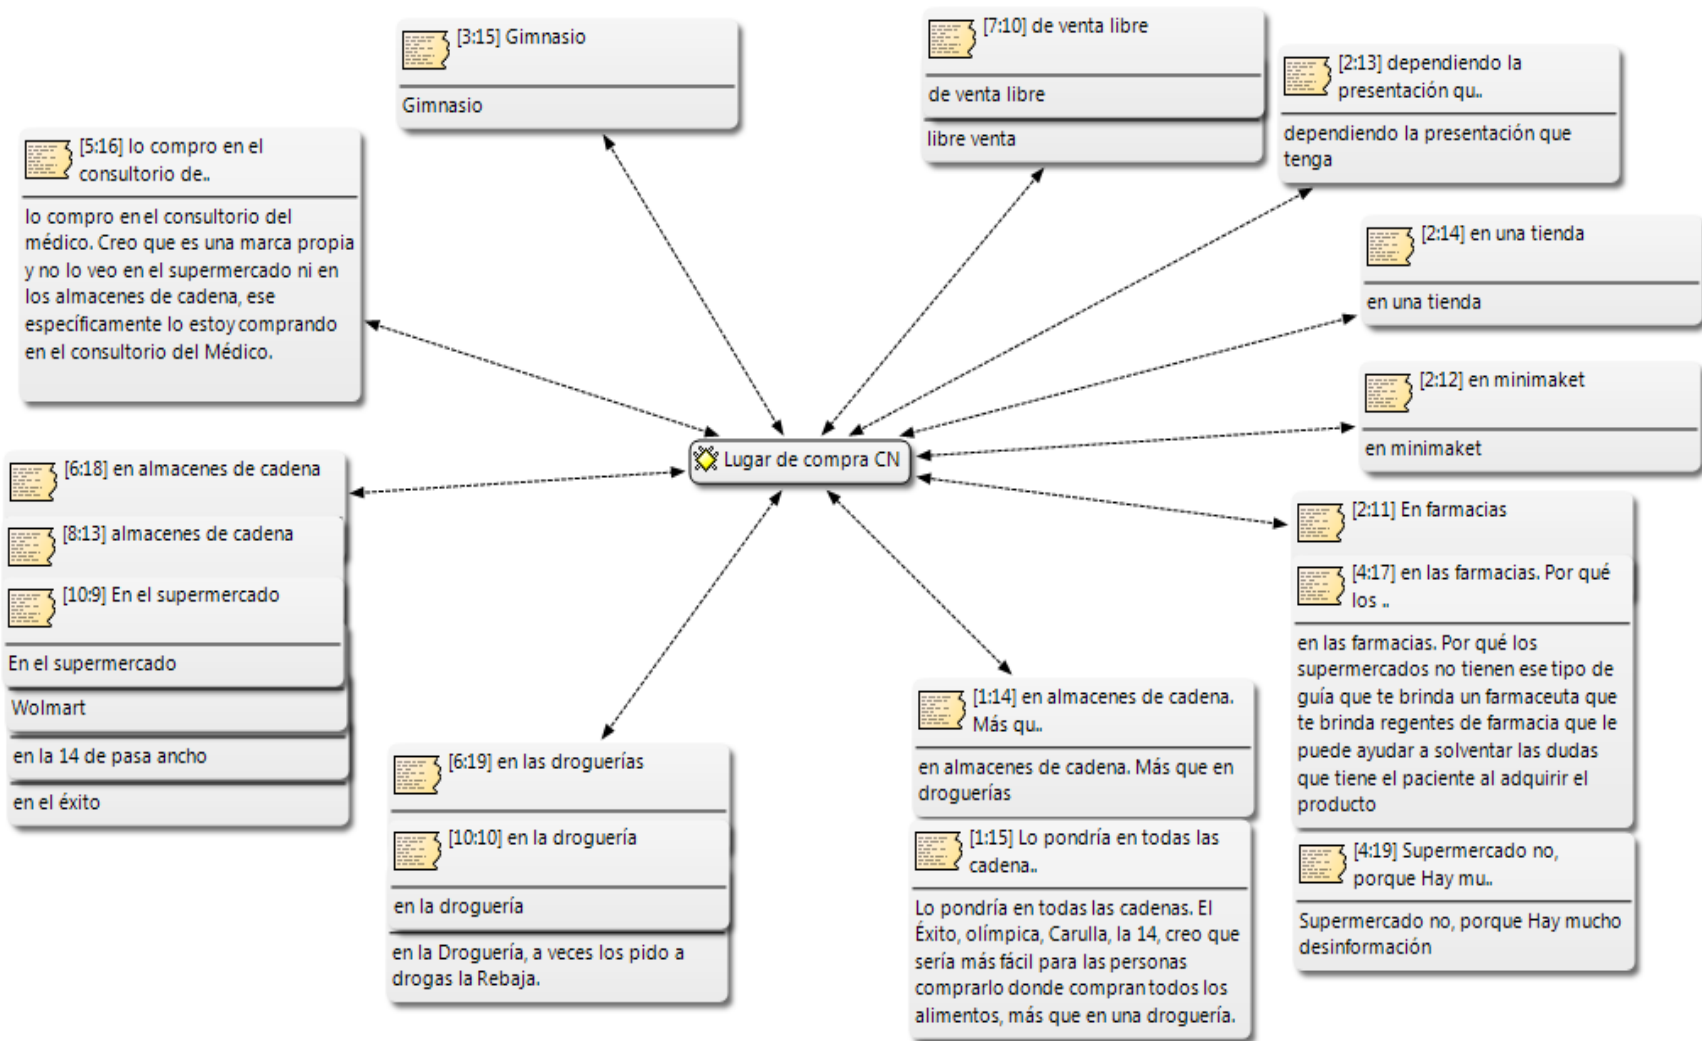 [3:15] Gimnasio
Gimnasio
[7:10] de venta libre
de venta libre
libre venta
[2:13] dependiendo la
presentación qu..
dependiendo la presentación que
tenga
[5:16] lo compro en el
consultorio de..
lo compro en el consultorio del
médico. Creo que es una marca propia
y no lo veo en el supermercado ni en
los almacenes de cadena, ese
específicamente lo estoy comprando
en el consultorio del Médico.
[2:14] en una tienda
en una tienda
[2:12] en minimaket
en minimaket
Lugar de compra CN
[6:18] en almacenes de cadena
[8:13] almacenes de cadena
[10:9] En el supermercado
En el supermercado
Wolmart
en la 14 de pasa ancho
en el éxito
[2:11] En farmacias
[4:17] en las farmacias. Por qué
los ..
en las farmacias. Por qué los
supermercados no tienen ese tipo de
guía que te brinda un farmaceuta que
te brinda regentes de farmacia que le
puede ayudar a solventar las dudas
que tiene el paciente al adquirir el
producto
[4:19] Supermercado no,
porque Hay mu..
Supermercado no, porque Hay mucho
desinformación
[6:19] en las droguerías
[10:10] en la droguería
en la droguería
en la Droguería, a veces los pido a
drogas la Rebaja.
[1:14] en almacenes de cadena.
Más qu..
en almacenes de cadena. Más que en
droguerías
[1:15] Lo pondría en todas las
cadena..
Lo pondría en todas las cadenas. El
Éxito, olímpica, Carulla, la 14, creo que
sería más fácil para las personas
comprarlo donde compran todos los
alimentos, más que en una droguería.